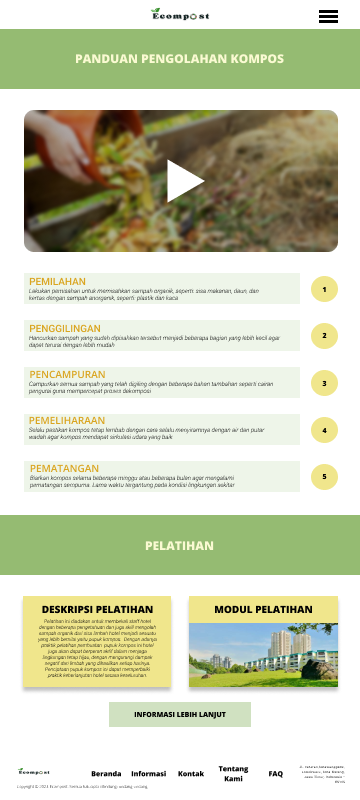 Ecompost
PANDUAN PENGOLAHAN KOMPOS
PEMILAHAN
Lakukan pemisahan untuk memisahkan sampah organik, seperti: sisa makanan, daun, dan
kertas dengan sampah anorganik, seperti: plastik dan kaca
1
PENGGILINGAN
Hancurkan sampah yang sudah dipisahkan tersebut menjadi beberapa bagian yang lebih kecil agar
dapat terurai dengan lebih mudah
2
PENCAMPURAN
Campurkan semua sampah yang telah digiling dengan beberapa bahan tambahan seperti cairan
pengurai guna mempercepat proses dekomposi
3
PEMELIHARAAN
Selalu pastikan kompos tetap lembab dengan cara selalu menyiramnya dengan air dan putar
wadah agar kompos mendapat sirkulasi udara yang baik
4
PEMATANGAN
Biarkan kompos selama beberapa minggu atau beberapa bulan agar mengalami
pematangan sempurna. Lama waktu tergantung pada kondisi lingkungan sekitar
5
PELATIHAN
DESKRIPSI PELATIHAN
Pelatihan ini diadakan untuk membekali staff hotel
dengan beberapa pengetahuan dan juga skill mengolah
sampah organik dari sisa limbah hotel menjadi sesuatu
yang lebih bernilai yaitu pupuk kompos. Dengan adanya
praktik pelatihan pembuatan pupuk kompos ini hotel
juga akan dapat berperan aktif dalam menjaga
lingkungan tetap hijau, dengan mengurangi dampak
negatif dari limbah yang dihasilkan setiap harinya.
Penciptaan pupuk kompos ini dapat memperbaiki
praktik keberlanjutan hotel secara keseluruhan.
MODUL PELATIHAN
INFORMASI LEBIH LANJUT
Ecompost
Beranda
Informasi
Kontak
Tentang
Kami
FAQ
Copyright © 2023 Ecompost. Semua hak cipta dilindungi undang-undang.